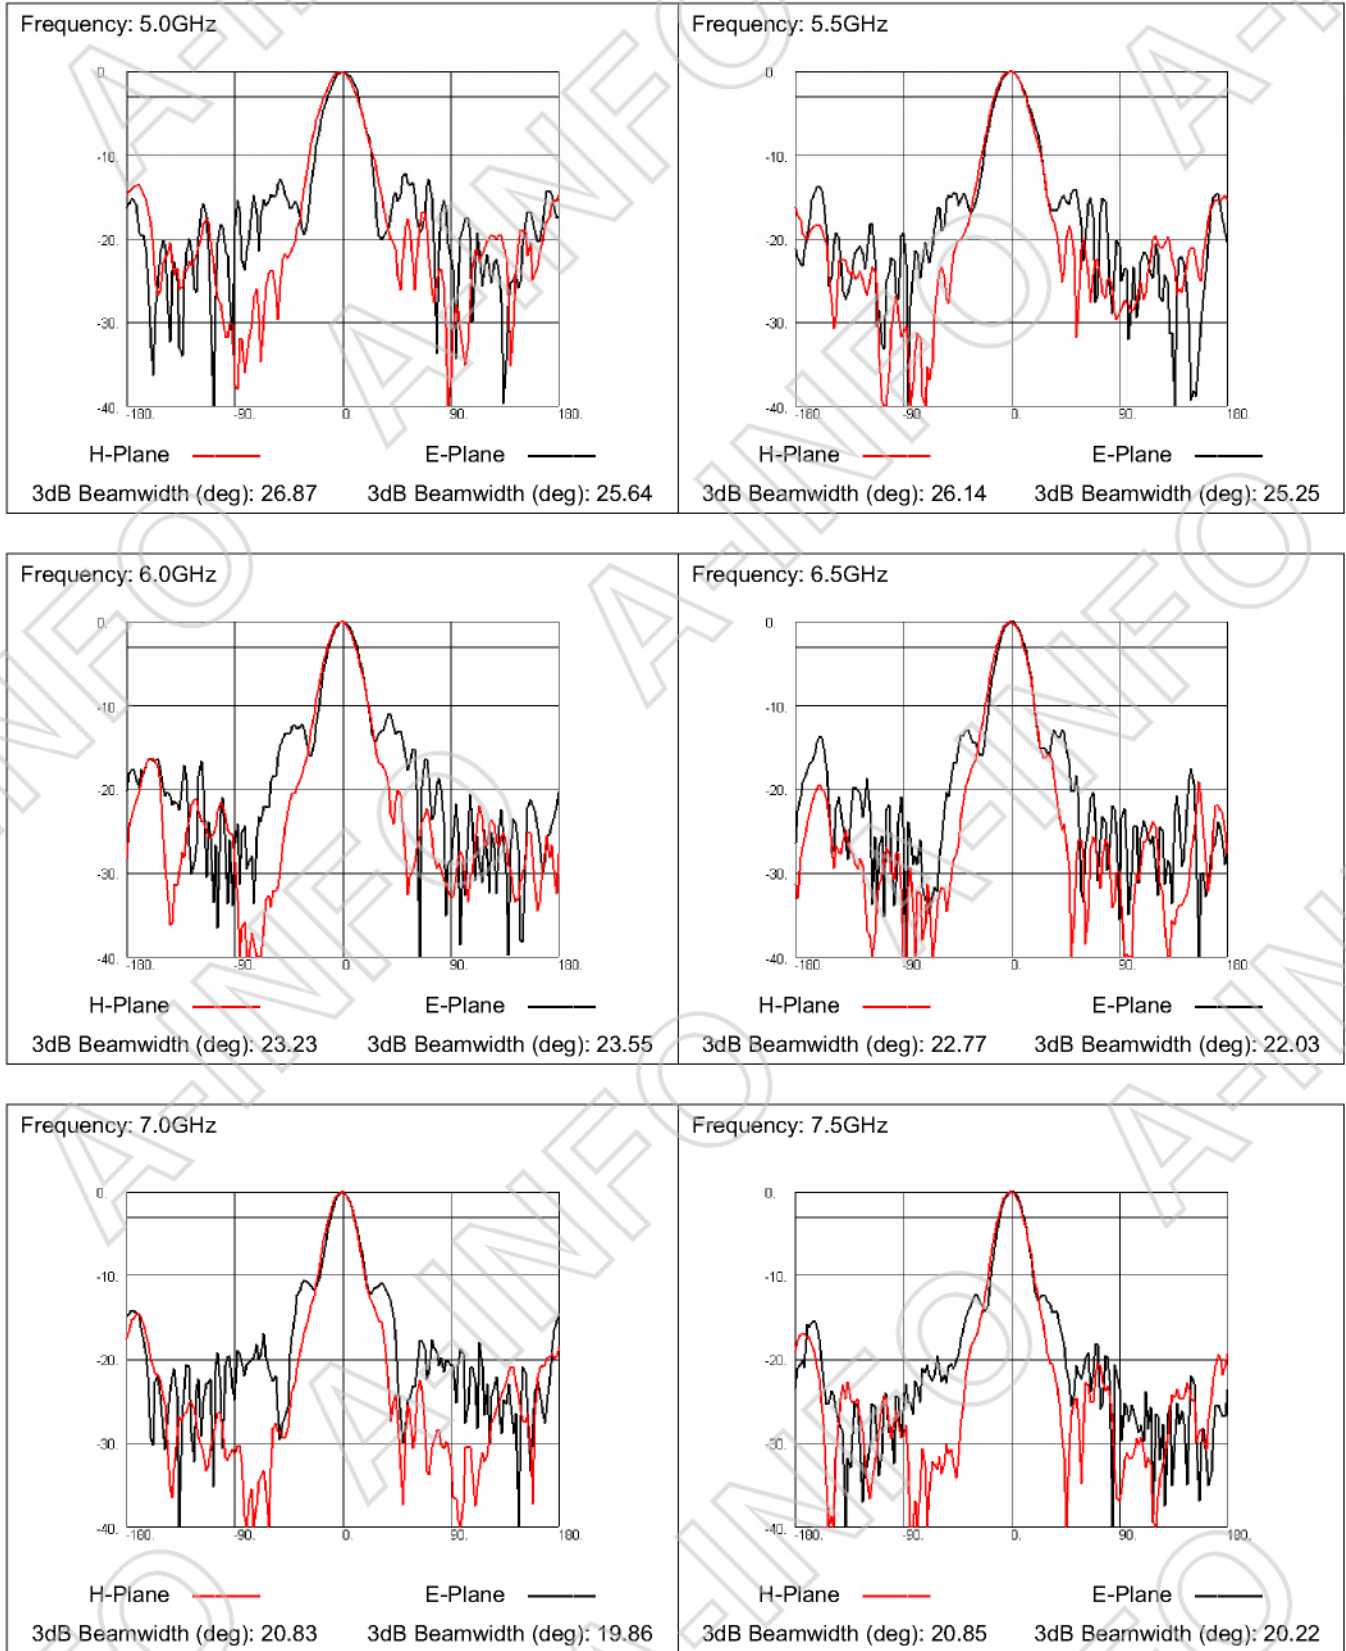 Frequency: 5.0GHz
0.
-10.
-20.
-30.
-40.
-180. -90. 0. 90. 180.
H-Plane E-Plane
3dB Beamwidth (deg): 26.87 3dB Beamwidth (deg): 25.64
Frequency: 5.5GHz
0.
-10.
-20.
-30.
-40.
-180. -90. 0. 90. 180.
H-Plane E-Plane
3dB Beamwidth (deg): 26.14 3dB Beamwidth (deg): 25.25
Frequency: 6.0GHz
0.
-10.
-20.
-30.
-40.
-180. -90. 0. 90. 180.
H-Plane E-Plane
3dB Beamwidth (deg): 23.23 3dB Beamwidth (deg): 23.55
Frequency: 6.5GHz
0.
-10.
-20.
-30.
-40.
-180. -90. 0. 90. 180.
H-Plane E-Plane
3dB Beamwidth (deg): 22.77 3dB Beamwidth (deg): 22.03
Frequency: 7.0GHz
0.
-10.
-20.
-30.
-40.
-180. -90. 0. 90. 180.
H-Plane E-Plane
3dB Beamwidth (deg): 20.83 3dB Beamwidth (deg): 19.86
Frequency: 7.5GHz
0.
-10.
-20.
-30.
-40.
-180. -90. 0. 90. 180.
H-Plane E-Plane
3dB Beamwidth (deg): 20.85 3dB Beamwidth (deg): 20.22
A-INFO
A-INFO
A-INFO
A-INFO
A-INFO
A-INFO